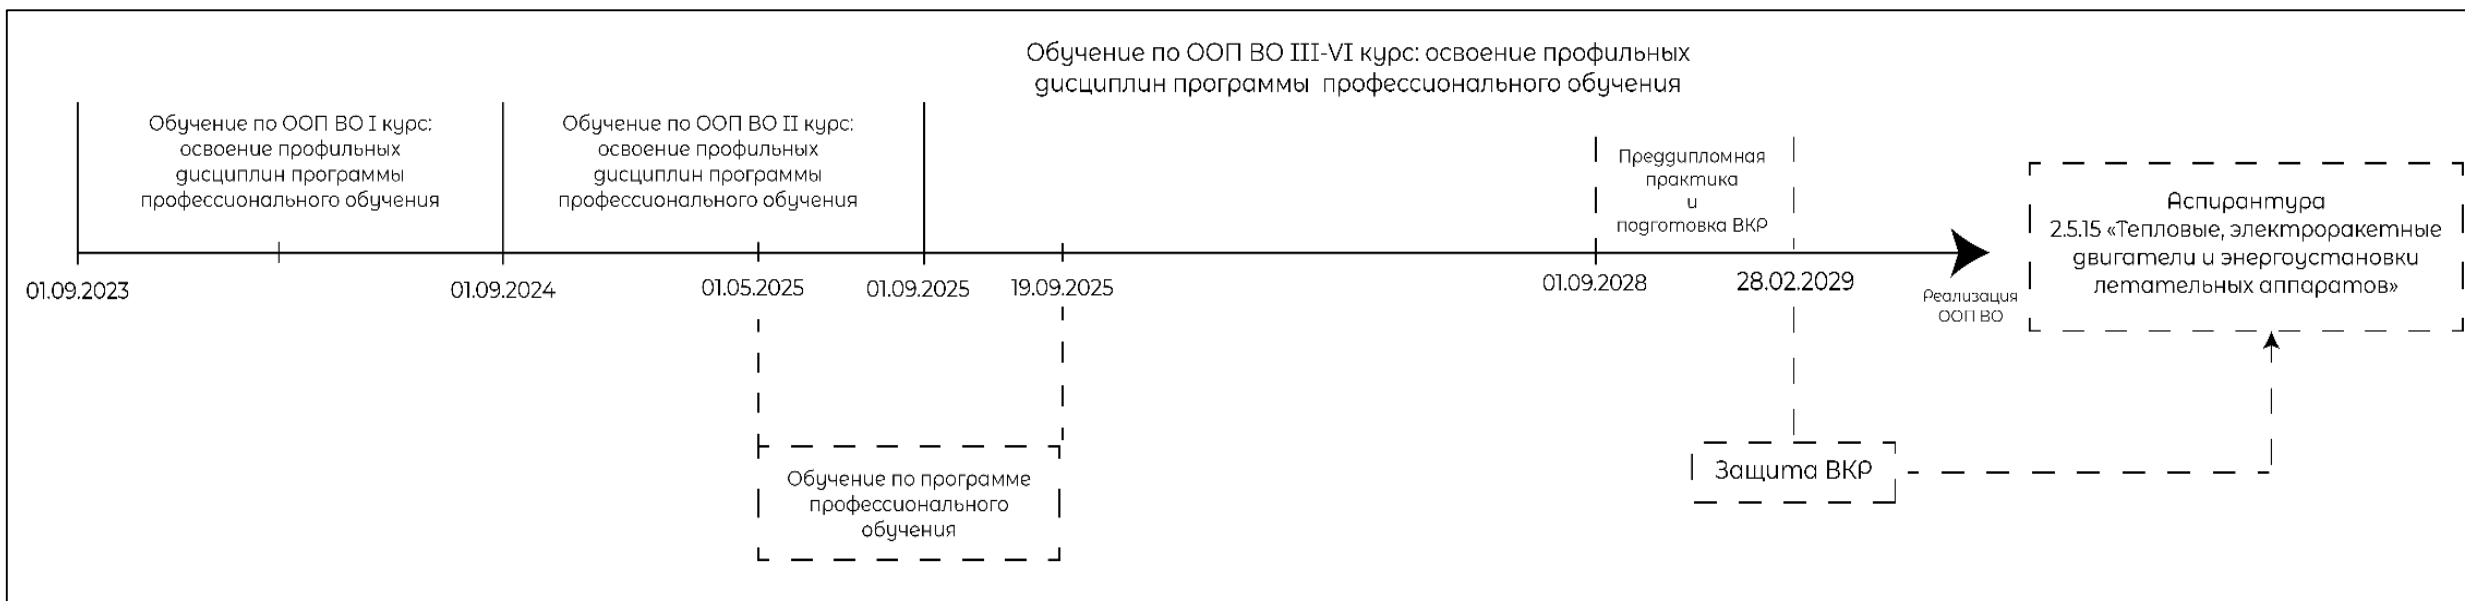 Обучение по ООП ВО III-VI курс: освоение профильных
дисциплин программы профессионального обучения
Обучение по ООП ВО I курс:
освоение профильных
дисциплин программы
профессионального обучения
Обучение по ООП ВО II курс:
освоение профильных
дисциплин программы
профессионального обучения
Преддипломная
практика
и
подготовка ВКР
01.09.2023
01.09.2024
01.05.2025
01.09.2025
19.09.2025
01.09.2028
28.02.2029
Реализация
ООП ВО
Аспирантура
2.5.15 «Тепловые, электроракетные
двигатели и энергоустановки
летательных аппаратов»
Обучение по программе
профессионального
обучения
Защита ВКР